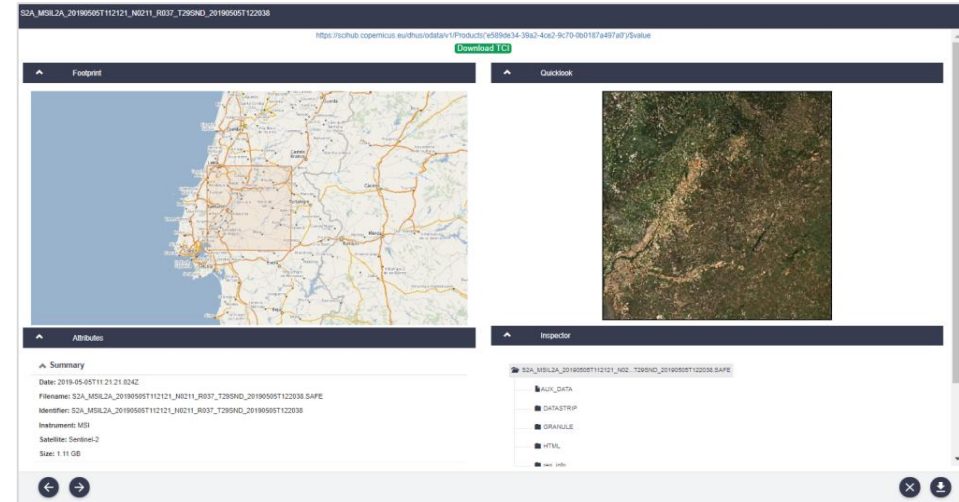 S2A_MSIL2A_20190505T112121_N0211_R037_T29SND_20190505T122038
https://scihub.copernicus.eu/dhus/odata/v1/Products('e589de34-39a2-4ce2-9c70-0b0187a497a0')/$value
Download TCI
Footprint
Quicklook
Attributes
Summary
Date: 2019-05-05T11:21:21.024Z
Filename: S2A_MSIL2A_20190505T112121_N0211_R037_T29SND_20190505T122038.SAFE
Identifier: S2A_MSIL2A_20190505T112121_N0211_R037_T29SND_20190505T122038
Instrument: MSI
Satellite: Sentinel-2
Size: 1.11 GB
Inspector
S2A_MSIL2A_20190505T112121_N02...T29SND_20190505T122038.SAFE
AUX_DATA
DATASTRIP
GRANULE
HTML